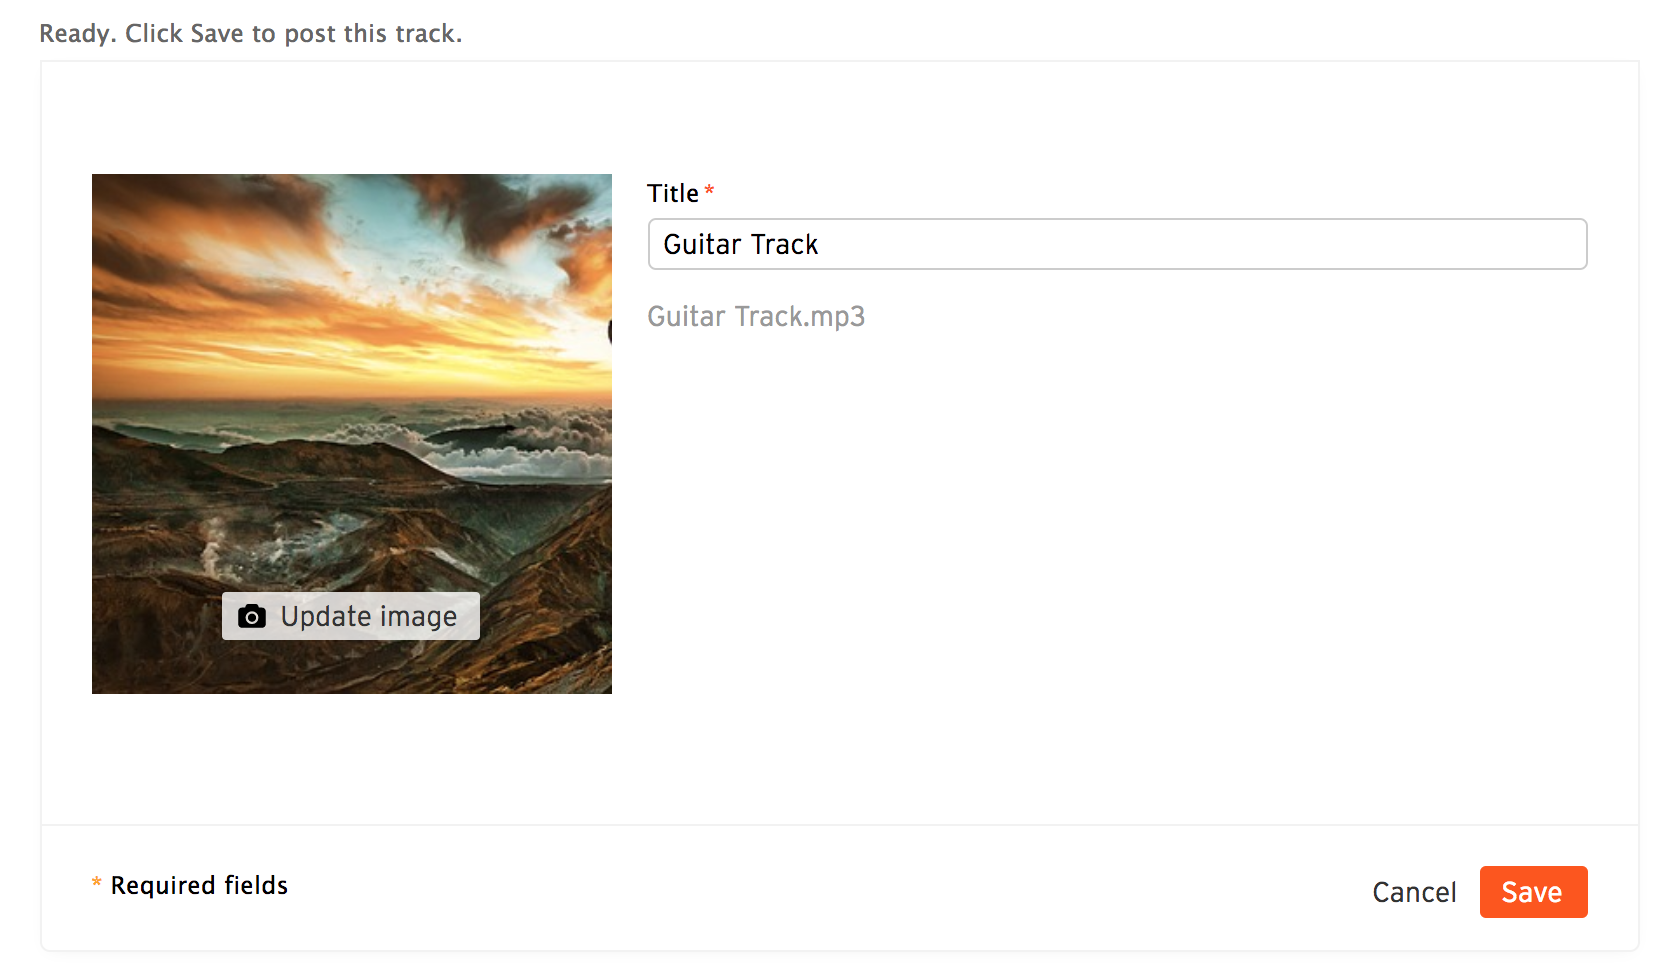 Ready. Click Save to post this track.
Title *
Guitar Track
Guitar Track.mp3
Update image
* Required fields
Cancel
Save